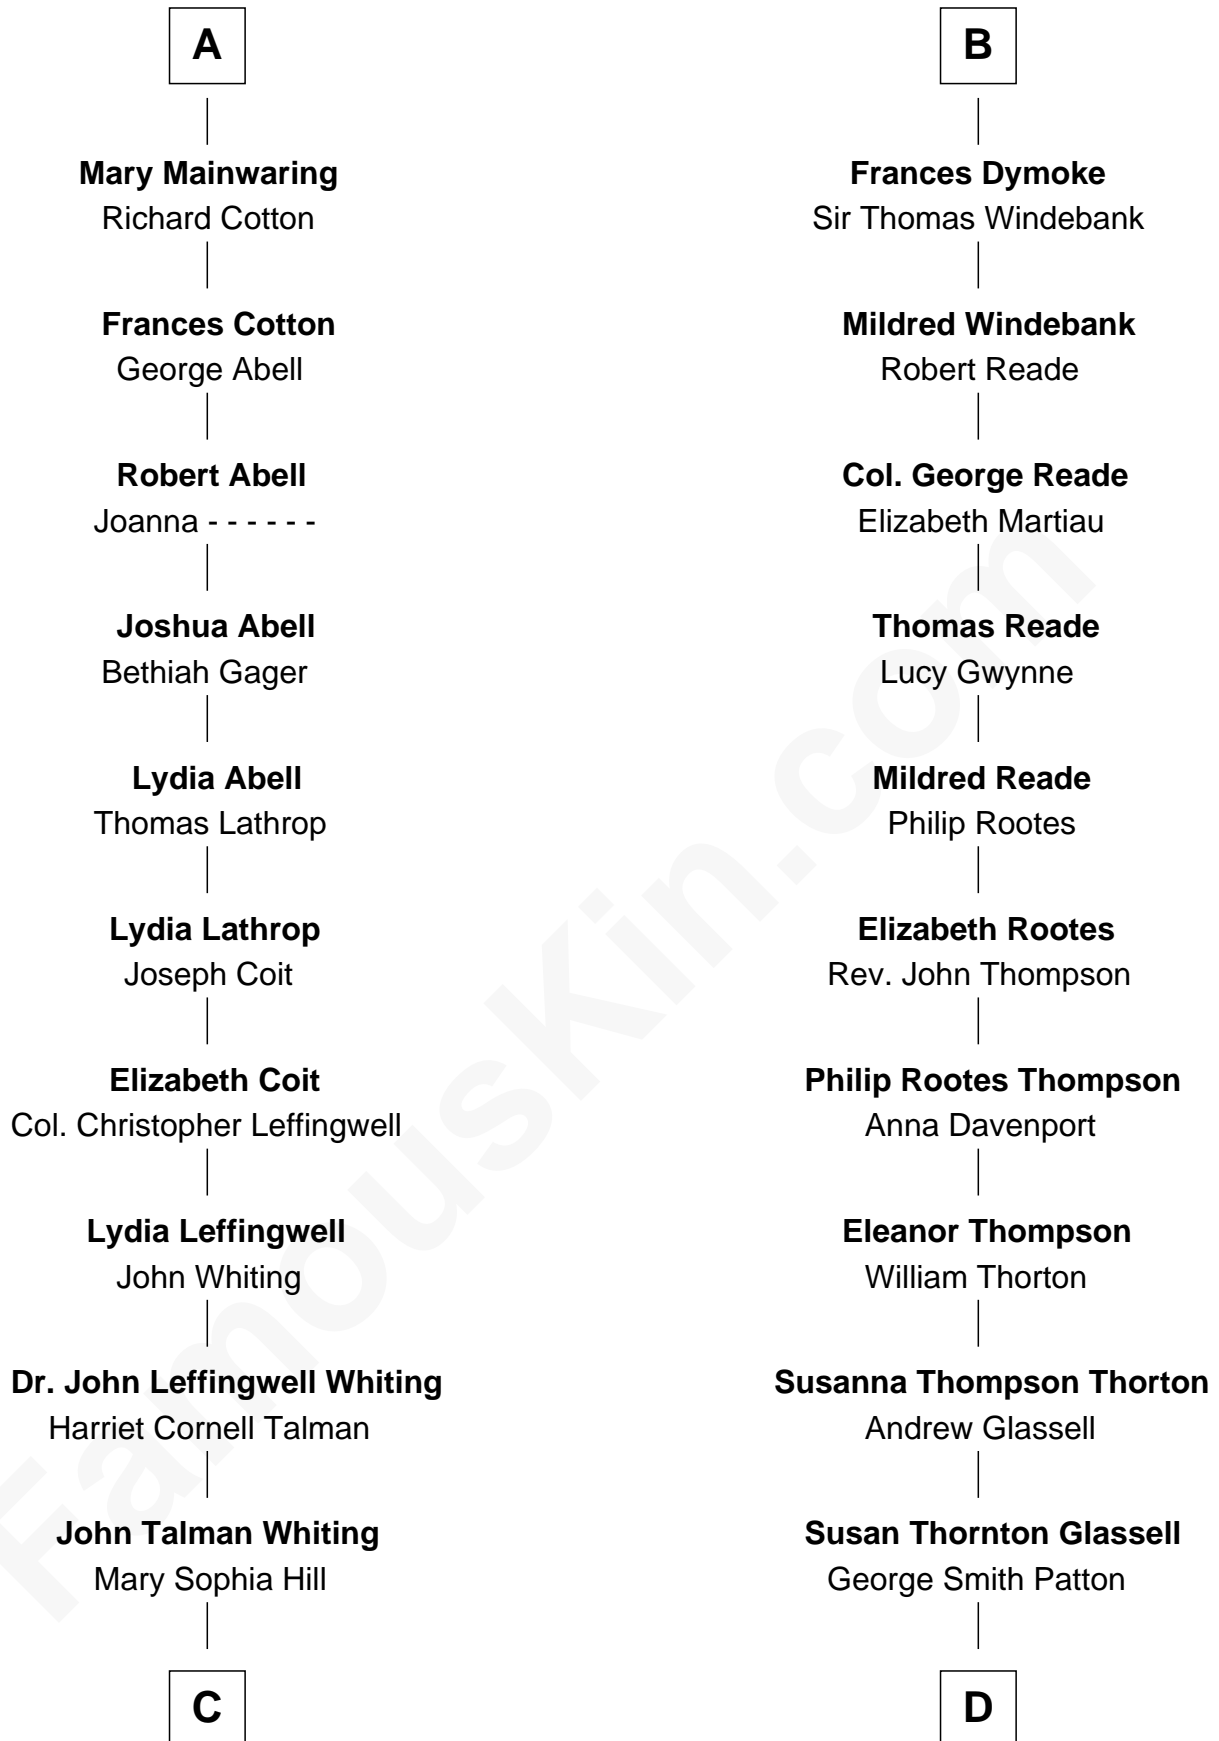 A
Mary Mainwaring
Richard Cotton
Frances Cotton
George Abell
Robert Abell
Joanna - - - - - -
Joshua Abell
Bethiah Gager
Lydia Abell
Thomas Lathrop
Lydia Lathrop
Joseph Coit
Elizabeth Coit
Col. Christopher Leffingwell
Lydia Leffingwell
John Whiting
Dr. John Leffingwell Whiting
Harriet Cornell Talman
John Talman Whiting
Mary Sophia Hill
C
B
Frances Dymoke
Sir Thomas Windebank
Mildred Windebank
Robert Reade
Col. George Reade
Elizabeth Martiau
Thomas Reade
Lucy Gwynne
Mildred Reade
Philip Rootes
Elizabeth Rootes
Rev. John Thompson
Philip Rootes Thompson
Anna Davenport
Eleanor Thompson
William Thorton
Susanna Thompson Thorton
Andrew Glassell
Susan Thornton Glassell
George Smith Patton
D
FamousKin.com